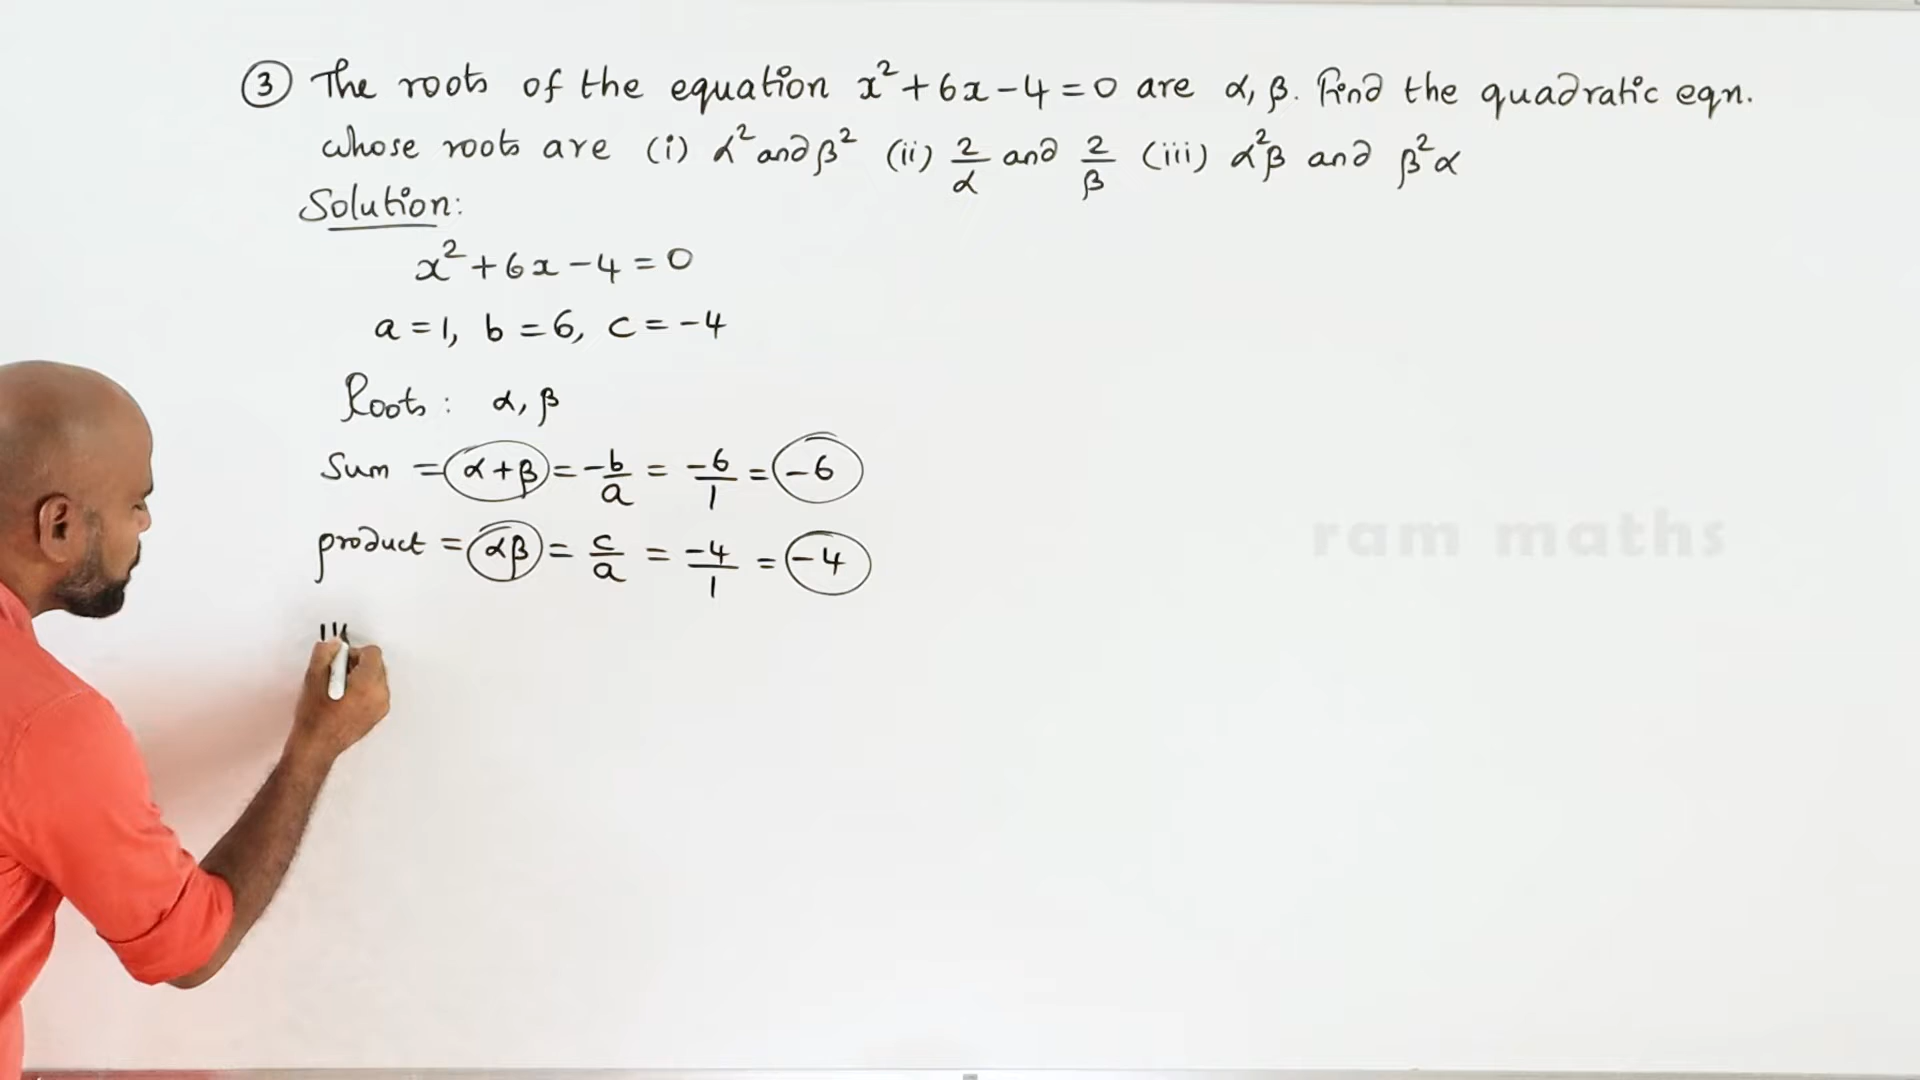 ③ The roots of the equation x²+6x-4=0 are α, β. Find the quadratic eqn.
whose roots are (i) α² and β² (ii) 2/α and 2/β (iii) α²β and β²α
Solution:
x²+6x-4=0
a=1, b=6, c=-4
Roots: α, β
Sum = α+β = -b/a = -6/1 = -6
product = αβ = c/a = -4/1 = -4
ram maths